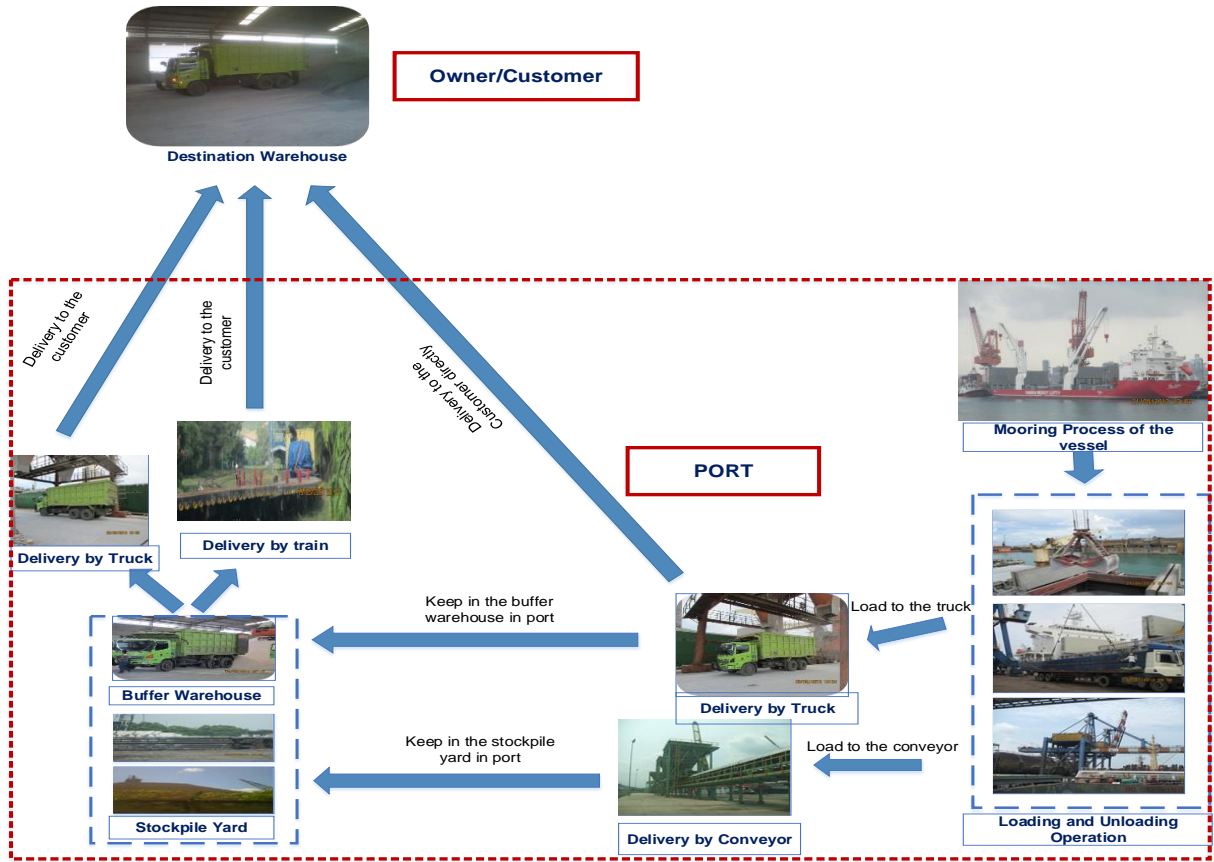 Owner/Customer
Destination Warehouse
Delivery to the
customer
Delivery to the
customer
Delivery to the
Customer directly
Mooring Process of the
vessel
PORT
Delivery by Truck
Delivery by train
Keep in the buffer
warehouse in port
Load to the truck
Buffer Warehouse
Delivery by Truck
Keep in the stockpile
yard in port
Load to the conveyor
Stockpile Yard
Delivery by Conveyor
Loading and Unloading
Operation